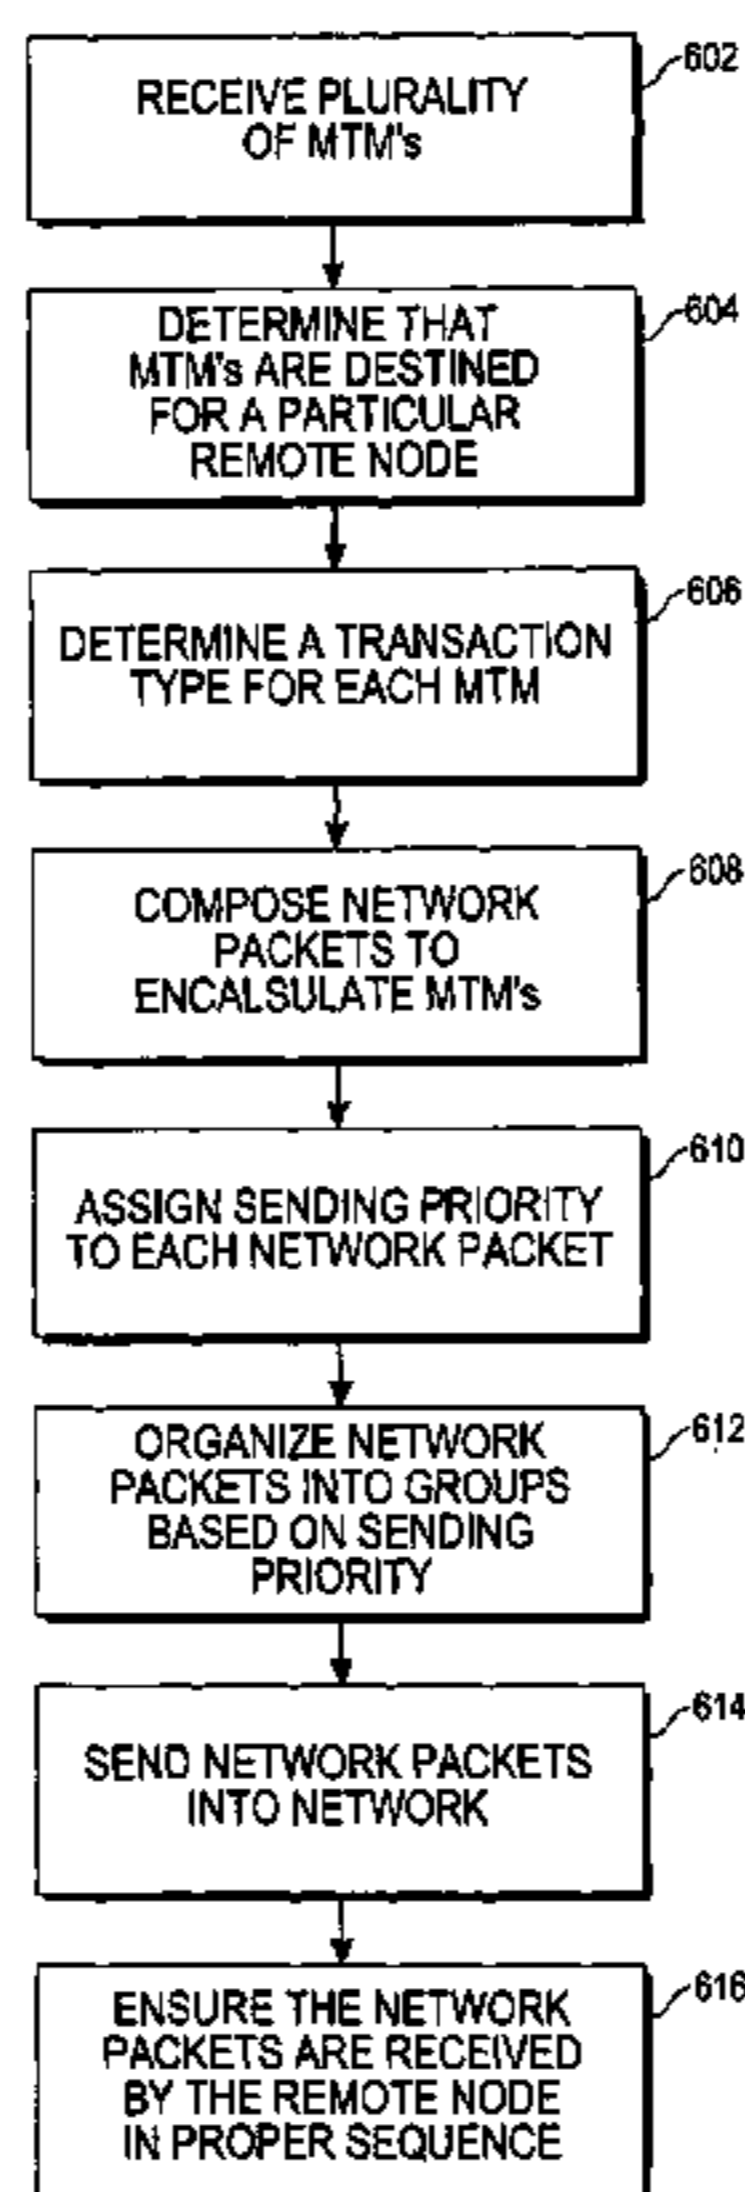 602
RECEIVE PLURALITY
OF MTM's
604
DETERMINE THAT
MTM's ARE DESTINED
FOR A PARTICULAR
REMOTE NODE
606
DETERMINE A TRANSACTION
TYPE FOR EACH MTM
608
COMPOSE NETWORK
PACKETS TO
ENCALSULATE MTM's
610
ASSIGN SENDING PRIORITY
TO EACH NETWORK PACKET
612
ORGANIZE NETWORK
PACKETS INTO GROUPS
BASED ON SENDING
PRIORITY
614
SEND NETWORK PACKETS
INTO NETWORK
616
ENSURE THE NETWORK
PACKETS ARE RECEIVED
BY THE REMOTE NODE
IN PROPER SEQUENCE